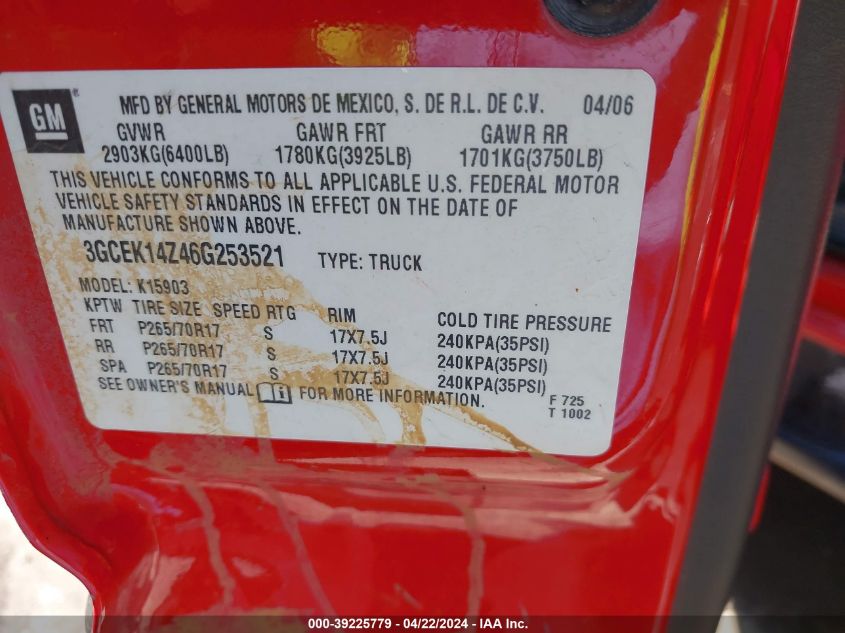 GM ®
MFD BY GENERAL MOTORS DE MEXICO, S. DE R.L. DE C.V. 04/06
GVWR GAWR FRT GAWR RR
2903KG(6400LB) 1780KG(3925LB) 1701KG(3750LB)
THIS VEHICLE CONFORMS TO ALL APPLICABLE U.S. FEDERAL MOTOR
VEHICLE SAFETY STANDARDS IN EFFECT ON THE DATE OF
MANUFACTURE SHOWN ABOVE.
3GCEK14Z46G253521 TYPE: TRUCK
MODEL: K15903
KPTW TIRE SIZE SPEED RTG RIM COLD TIRE PRESSURE
FRT P265/70R17 S 17X7.5J 240KPA(35PSI)
RR P265/70R17 S 17X7.5J 240KPA(35PSI)
SPA P265/70R17 S 17X7.5J 240KPA(35PSI)
SEE OWNER'S MANUAL FOR MORE INFORMATION.
F 725
T 1002
000-39225779 - 04/22/2024 - IAA Inc.